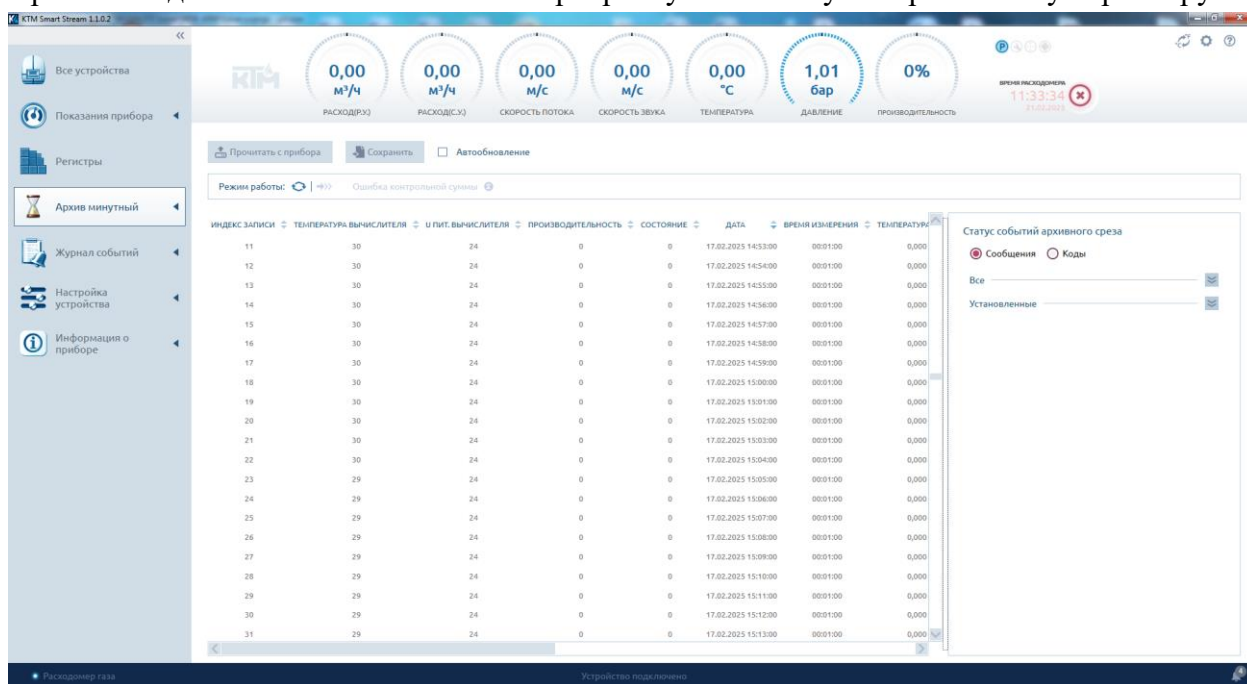 KTM Smart Stream 1.1.0.2
Все устройства
Показания прибора
Регистры
Архив минутный
Журнал событий
Настройка
устройства
Информация о
приборе
КТМ
0,00 0,00 0,00 0,00 0,00 1,01 0%
м³/ч м³/ч м/с м/с °C бар
РАСХОД(Р.У.) РАСХОД(С.У.) СКОРОСТЬ ПОТОКА СКОРОСТЬ ЗВУКА ТЕМПЕРАТУРА ДАВЛЕНИЕ ПРОИЗВОДИТЕЛЬНОСТЬ
P
ВРЕМЯ РАСХОДОМЕРА
11:33:34
21.02.2025
Прочитать с прибора Сохранить Автообновление
Режим работы: Ошибка контрольной суммы 0
ИНДЕКС ЗАПИСИ ТЕМПЕРАТУРА ВЫЧИСЛИТЕЛЯ U ПИТ. ВЫЧИСЛИТЕЛЯ ПРОИЗВОДИТЕЛЬНОСТЬ СОСТОЯНИЕ ДАТА ВРЕМЯ ИЗМЕРЕНИЯ ТЕМПЕРАТУРА
11 30 24 0 0 17.02.2025 14:53:00 00:01:00 0,000
12 30 24 0 0 17.02.2025 14:54:00 00:01:00 0,000
13 30 24 0 0 17.02.2025 14:55:00 00:01:00 0,000
14 30 24 0 0 17.02.2025 14:56:00 00:01:00 0,000
15 30 24 0 0 17.02.2025 14:57:00 00:01:00 0,000
16 30 24 0 0 17.02.2025 14:58:00 00:01:00 0,000
17 30 24 0 0 17.02.2025 14:59:00 00:01:00 0,000
18 30 24 0 0 17.02.2025 15:00:00 00:01:00 0,000
19 30 24 0 0 17.02.2025 15:01:00 00:01:00 0,000
20 30 24 0 0 17.02.2025 15:02:00 00:01:00 0,000
21 30 24 0 0 17.02.2025 15:03:00 00:01:00 0,000
22 30 24 0 0 17.02.2025 15:04:00 00:01:00 0,000
23 29 24 0 0 17.02.2025 15:05:00 00:01:00 0,000
24 29 24 0 0 17.02.2025 15:06:00 00:01:00 0,000
25 29 24 0 0 17.02.2025 15:07:00 00:01:00 0,000
26 29 24 0 0 17.02.2025 15:08:00 00:01:00 0,000
27 29 24 0 0 17.02.2025 15:09:00 00:01:00 0,000
28 29 24 0 0 17.02.2025 15:10:00 00:01:00 0,000
29 29 24 0 0 17.02.2025 15:11:00 00:01:00 0,000
30 29 24 0 0 17.02.2025 15:12:00 00:01:00 0,000
31 29 24 0 0 17.02.2025 15:13:00 00:01:00 0,000
Статус событий архивного среза
Сообщения Коды
Все
Установленные
Расходомер газа Устройство подключено